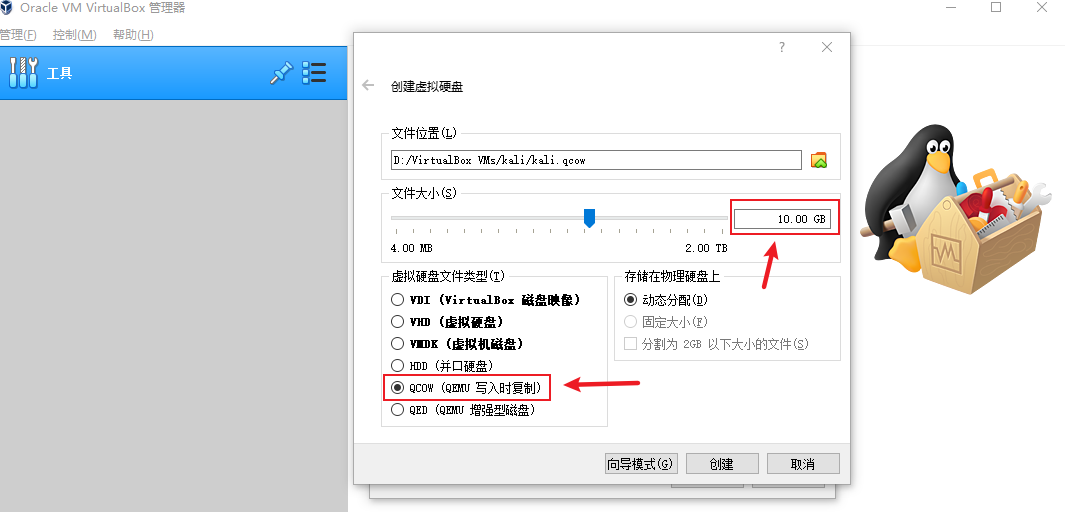 Oracle VM VirtualBox 管理器
管理(F) 控制(M) 帮助(H)
工具
?
创建虚拟硬盘
文件位置(L)
D:/VirtualBox VMs/kali/kali.qcow
文件大小(S)
10.00 GB
4.00 MB 2.00 TB
虚拟硬盘文件类型(T)
VDI (VirtualBox 磁盘映像)
VHD (虚拟硬盘)
VMDK (虚拟机磁盘)
HDD (并口硬盘)
QCOW (QEMU 写入时复制)
QED (QEMU 增强型磁盘)
存储在物理硬盘上
动态分配(D)
固定大小(F)
分割为 2GB 以下大小的文件(S)
向导模式(G) 创建 取消